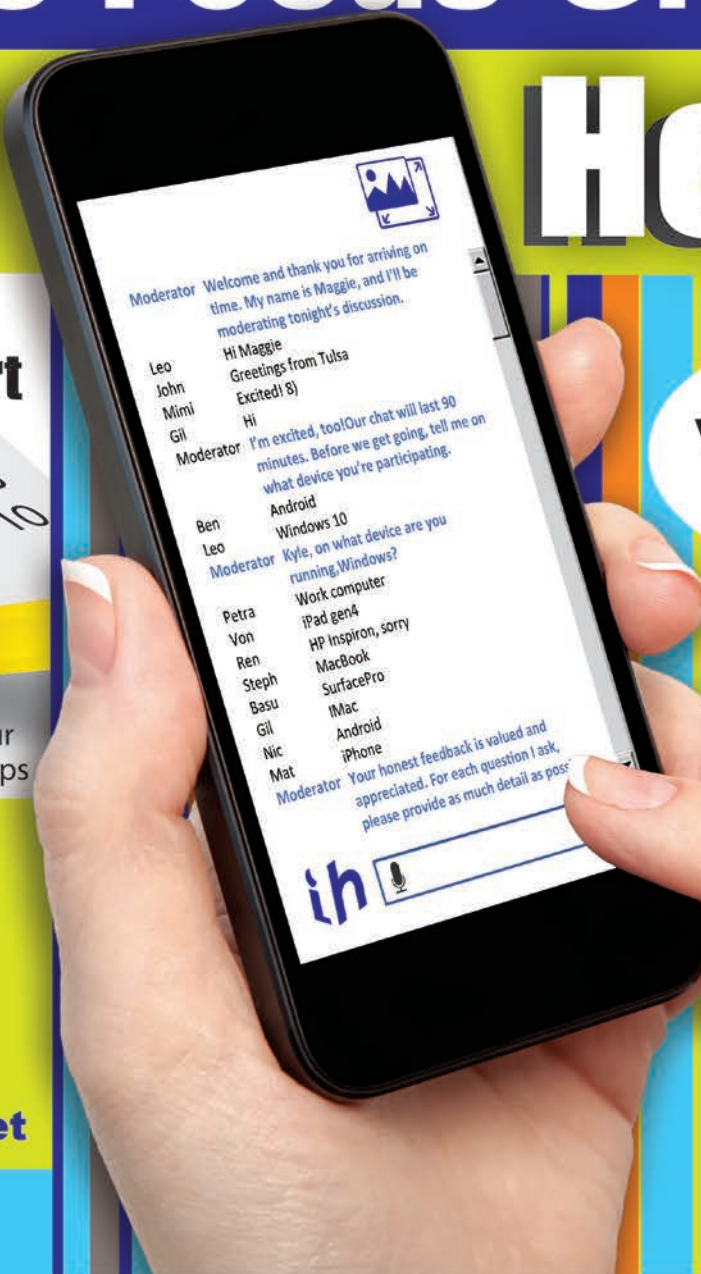 Moderator Welcome and thank you for arriving on
time. My name is Maggie, and I'll be
moderating tonight's discussion.
Leo Hi Maggie
John Greetings from Tulsa
Mimi Excited! 8)
Gil Hi
Moderator I'm excited, too!Our chat will last 90
minutes. Before we get going, tell me on
what device you're participating.
Ben Android
Leo Windows 10
Moderator Kyle, on what device are you
running,Windows?
Petra Work computer
Von iPad gen4
Ren HP Inspiron, sorry
Steph MacBook
Basu SurfacePro
Gil IMac
Nic Android
Mat iPhone
Moderator Your honest feedback is valued and
appreciated. For each question I ask,
please provide as much detail as
ih